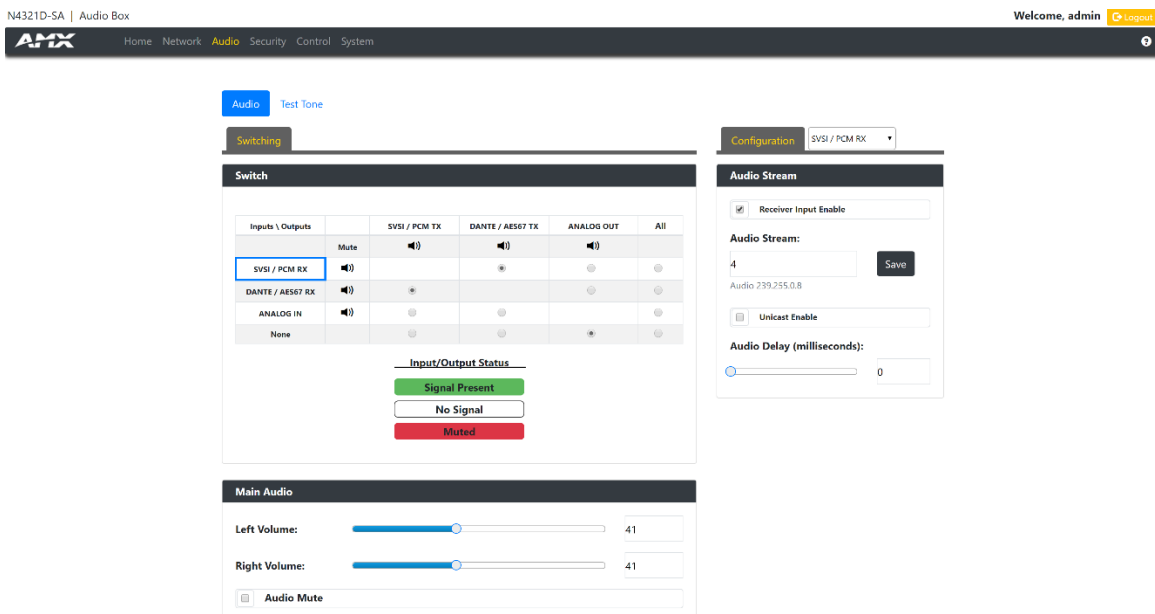 N4321D-SA | Audio Box
Welcome, admin
Logout
AMX
Home Network Audio Security Control System
Audio
Test Tone
Switching
Switch
Inputs \ Outputs SVSI / PCM TX DANTE / AES67 TX ANALOG OUT All
Mute
SVSI / PCM RX
DANTE / AES67 RX
ANALOG IN
None
Input/Output Status
Signal Present
No Signal
Muted
Main Audio
Left Volume: 41
Right Volume: 41
Audio Mute
Configuration SVSI / PCM RX
Audio Stream
Receiver Input Enable
Audio Stream:
4 Save
Audio 239.255.0.8
Unicast Enable
Audio Delay (milliseconds):
0